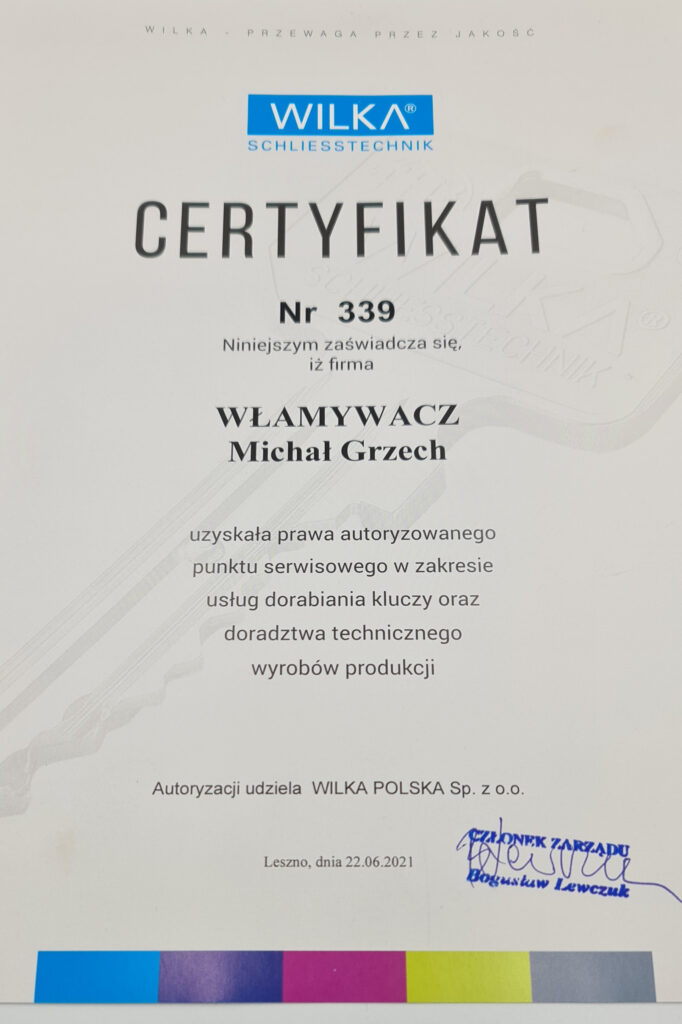 WILKA - PRZEWAGA PRZEZ JAKOŚĆ
WILKA®
SCHLIESSTECHNIK
CERTYFIKAT
Nr 339
Niniejszym zaświadcza się,
iż firma
WŁAMYWACZ
Michał Grzech
uzyskała prawa autoryzowanego
punktu serwisowego w zakresie
usług dorabiania kluczy oraz
doradztwa technicznego
wyrobów produkcji
Autoryzacji udziela WILKA POLSKA Sp. z o.o.
Leszno, dnia 22.06.2021
CZŁONEK ZARZĄDU
Bogusław Lewczuk
WILKA®
SCHLIESSTECHNIK